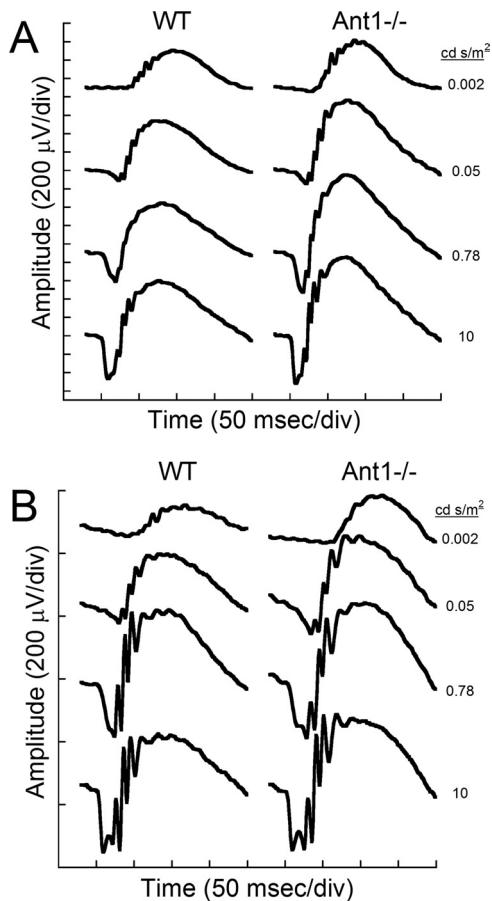 A
WT
Ant1-/-
cd s/m²
0.002
0.05
0.78
10
Amplitude (200 µV/div)
Time (50 msec/div)
B
WT
Ant1-/-
cd s/m²
0.002
0.05
0.78
10
Amplitude (200 µV/div)
Time (50 msec/div)